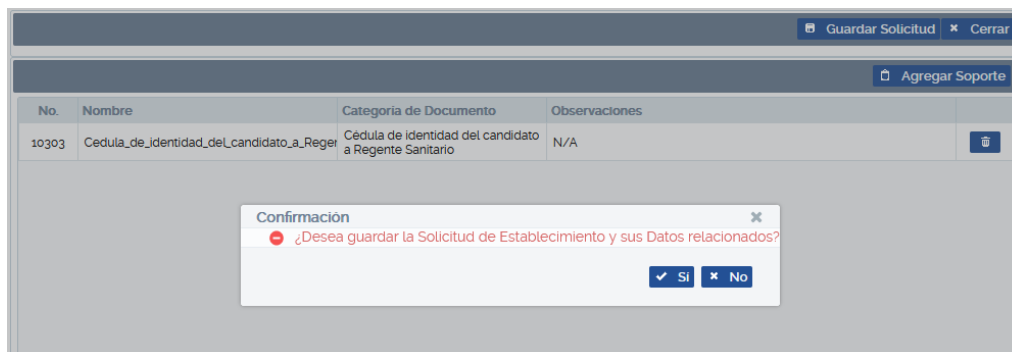 Guardar Solicitud
Cerrar
Agregar Soporte
No. Nombre Categoría de Documento Observaciones
10303 Cedula_de_identidad_del_candidato_a_Reger Cédula de identidad del candidato N/A
a Regente Sanitario
Confirmación
¿Desea guardar la Solicitud de Establecimiento y sus Datos relacionados?
Sí No